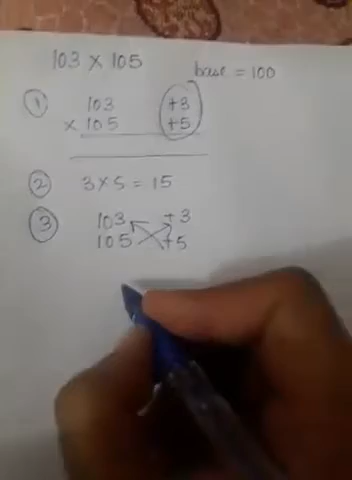 103 × 105
base = 100
① 103 +3
× 105 +5
② 3×5 = 15
③ 103 +3
105 +5